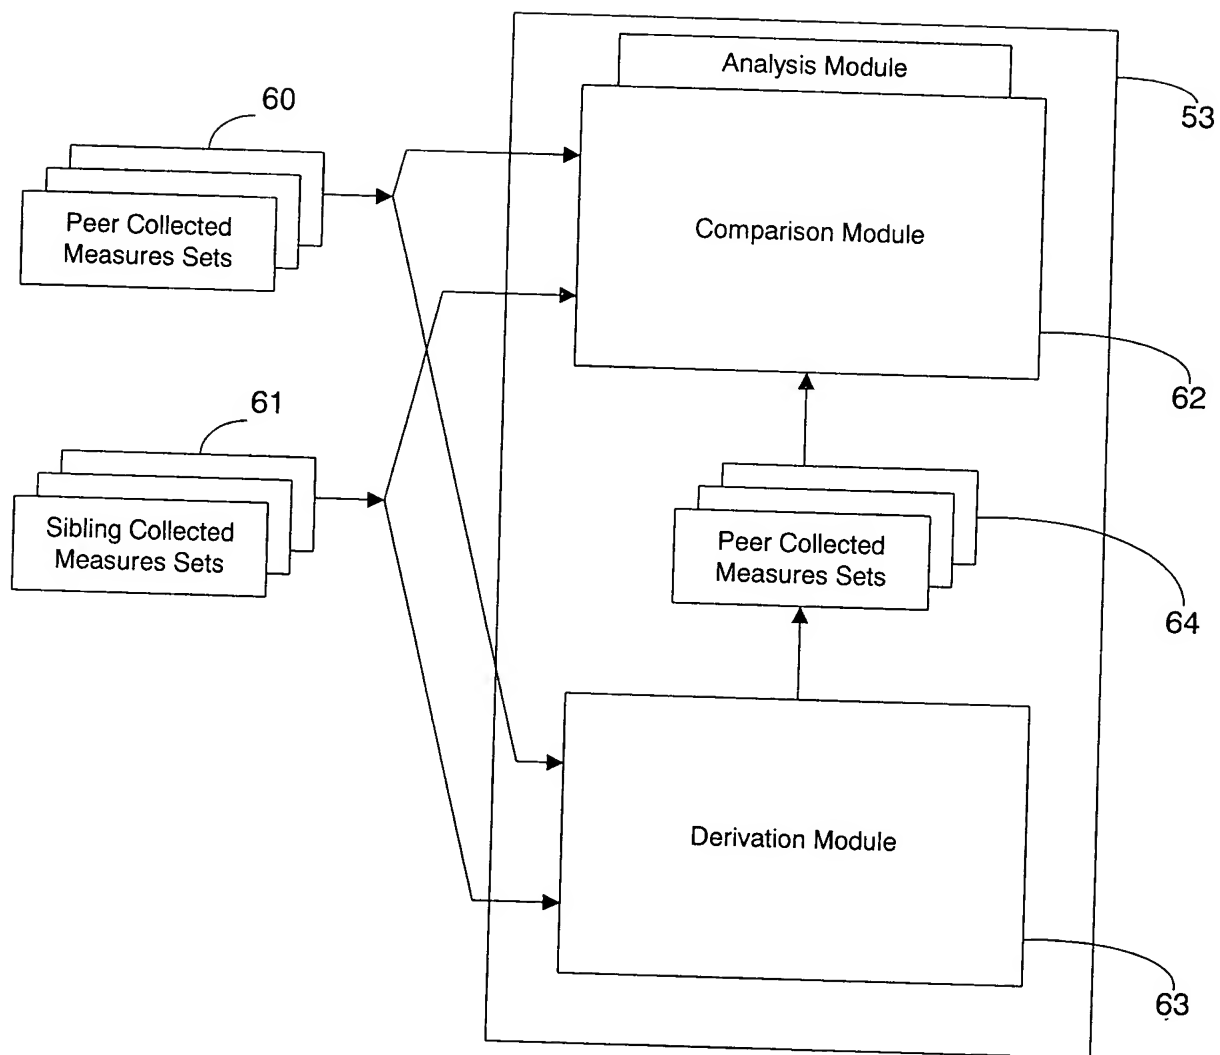 Analysis Module
60
53
Peer Collected
Measures Sets
Comparison Module
61
62
Sibling Collected
Measures Sets
Peer Collected
Measures Sets
64
Derivation Module
63